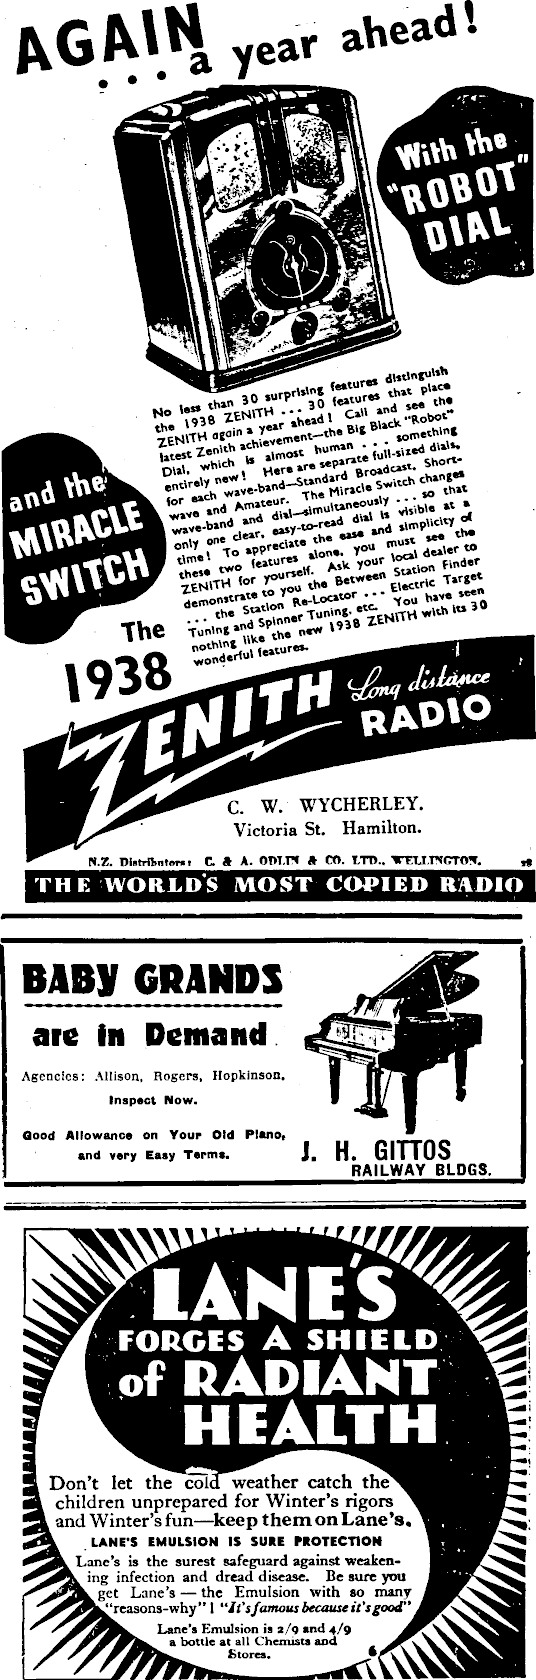 AGAIN
... a year ahead!
With the
"ROBOT"
DIAL
No less than 30 surprising features distinguish
the 1938 ZENITH ... 30 features that place
ZENITH again a year ahead! Call and see the
latest Zenith achievement—the Big Black "Robot"
Dial, which is almost human ... something
entirely new! Here are separate full-sized dials,
for each wave-band—Standard Broadcast, Short-
wave and Amateur. The Miracle Switch changes
wave-band and dial—simultaneously ... so that
only one clear, easy-to-read dial is visible at a
time! To appreciate the ease and simplicity of
these two features alone, you must see the
ZENITH for yourself. Ask your local dealer to
demonstrate to you the Between Station Finder
... the Station Re-Locator ... Electric Target
Tuning and Spinner Tuning, etc. You have seen
nothing like the new 1938 ZENITH with its 30
wonderful features.
and the
MIRACLE
SWITCH
The
1938
ZENITH Long distance
RADIO
C. W. WYCHERLEY.
Victoria St. Hamilton.
N.Z. Distributors: C. & A. ODLIN & CO. LTD., WELLINGTON. 28
THE WORLD'S MOST COPIED RADIO
BABY GRANDS
are in Demand
Agencies: Allison, Rogers, Hopkinson.
Inspect Now.
Good Allowance on Your Old Piano,
and very Easy Terms.
J. H. GITTOS
RAILWAY BLDGS.
LANE'S
FORGES A SHIELD
of RADIANT
HEALTH
Don't let the cold weather catch the
children unprepared for Winter's rigors
and Winter's fun—keep them on Lane's.
LANE'S EMULSION IS SURE PROTECTION
Lane's is the surest safeguard against weaken-
ing infection and dread disease. Be sure you
get Lane's — the Emulsion with so many
"reasons-why"! "It's famous because it's good"
Lane's Emulsion is 2/9 and 4/9
a bottle at all Chemists and
Stores. 6